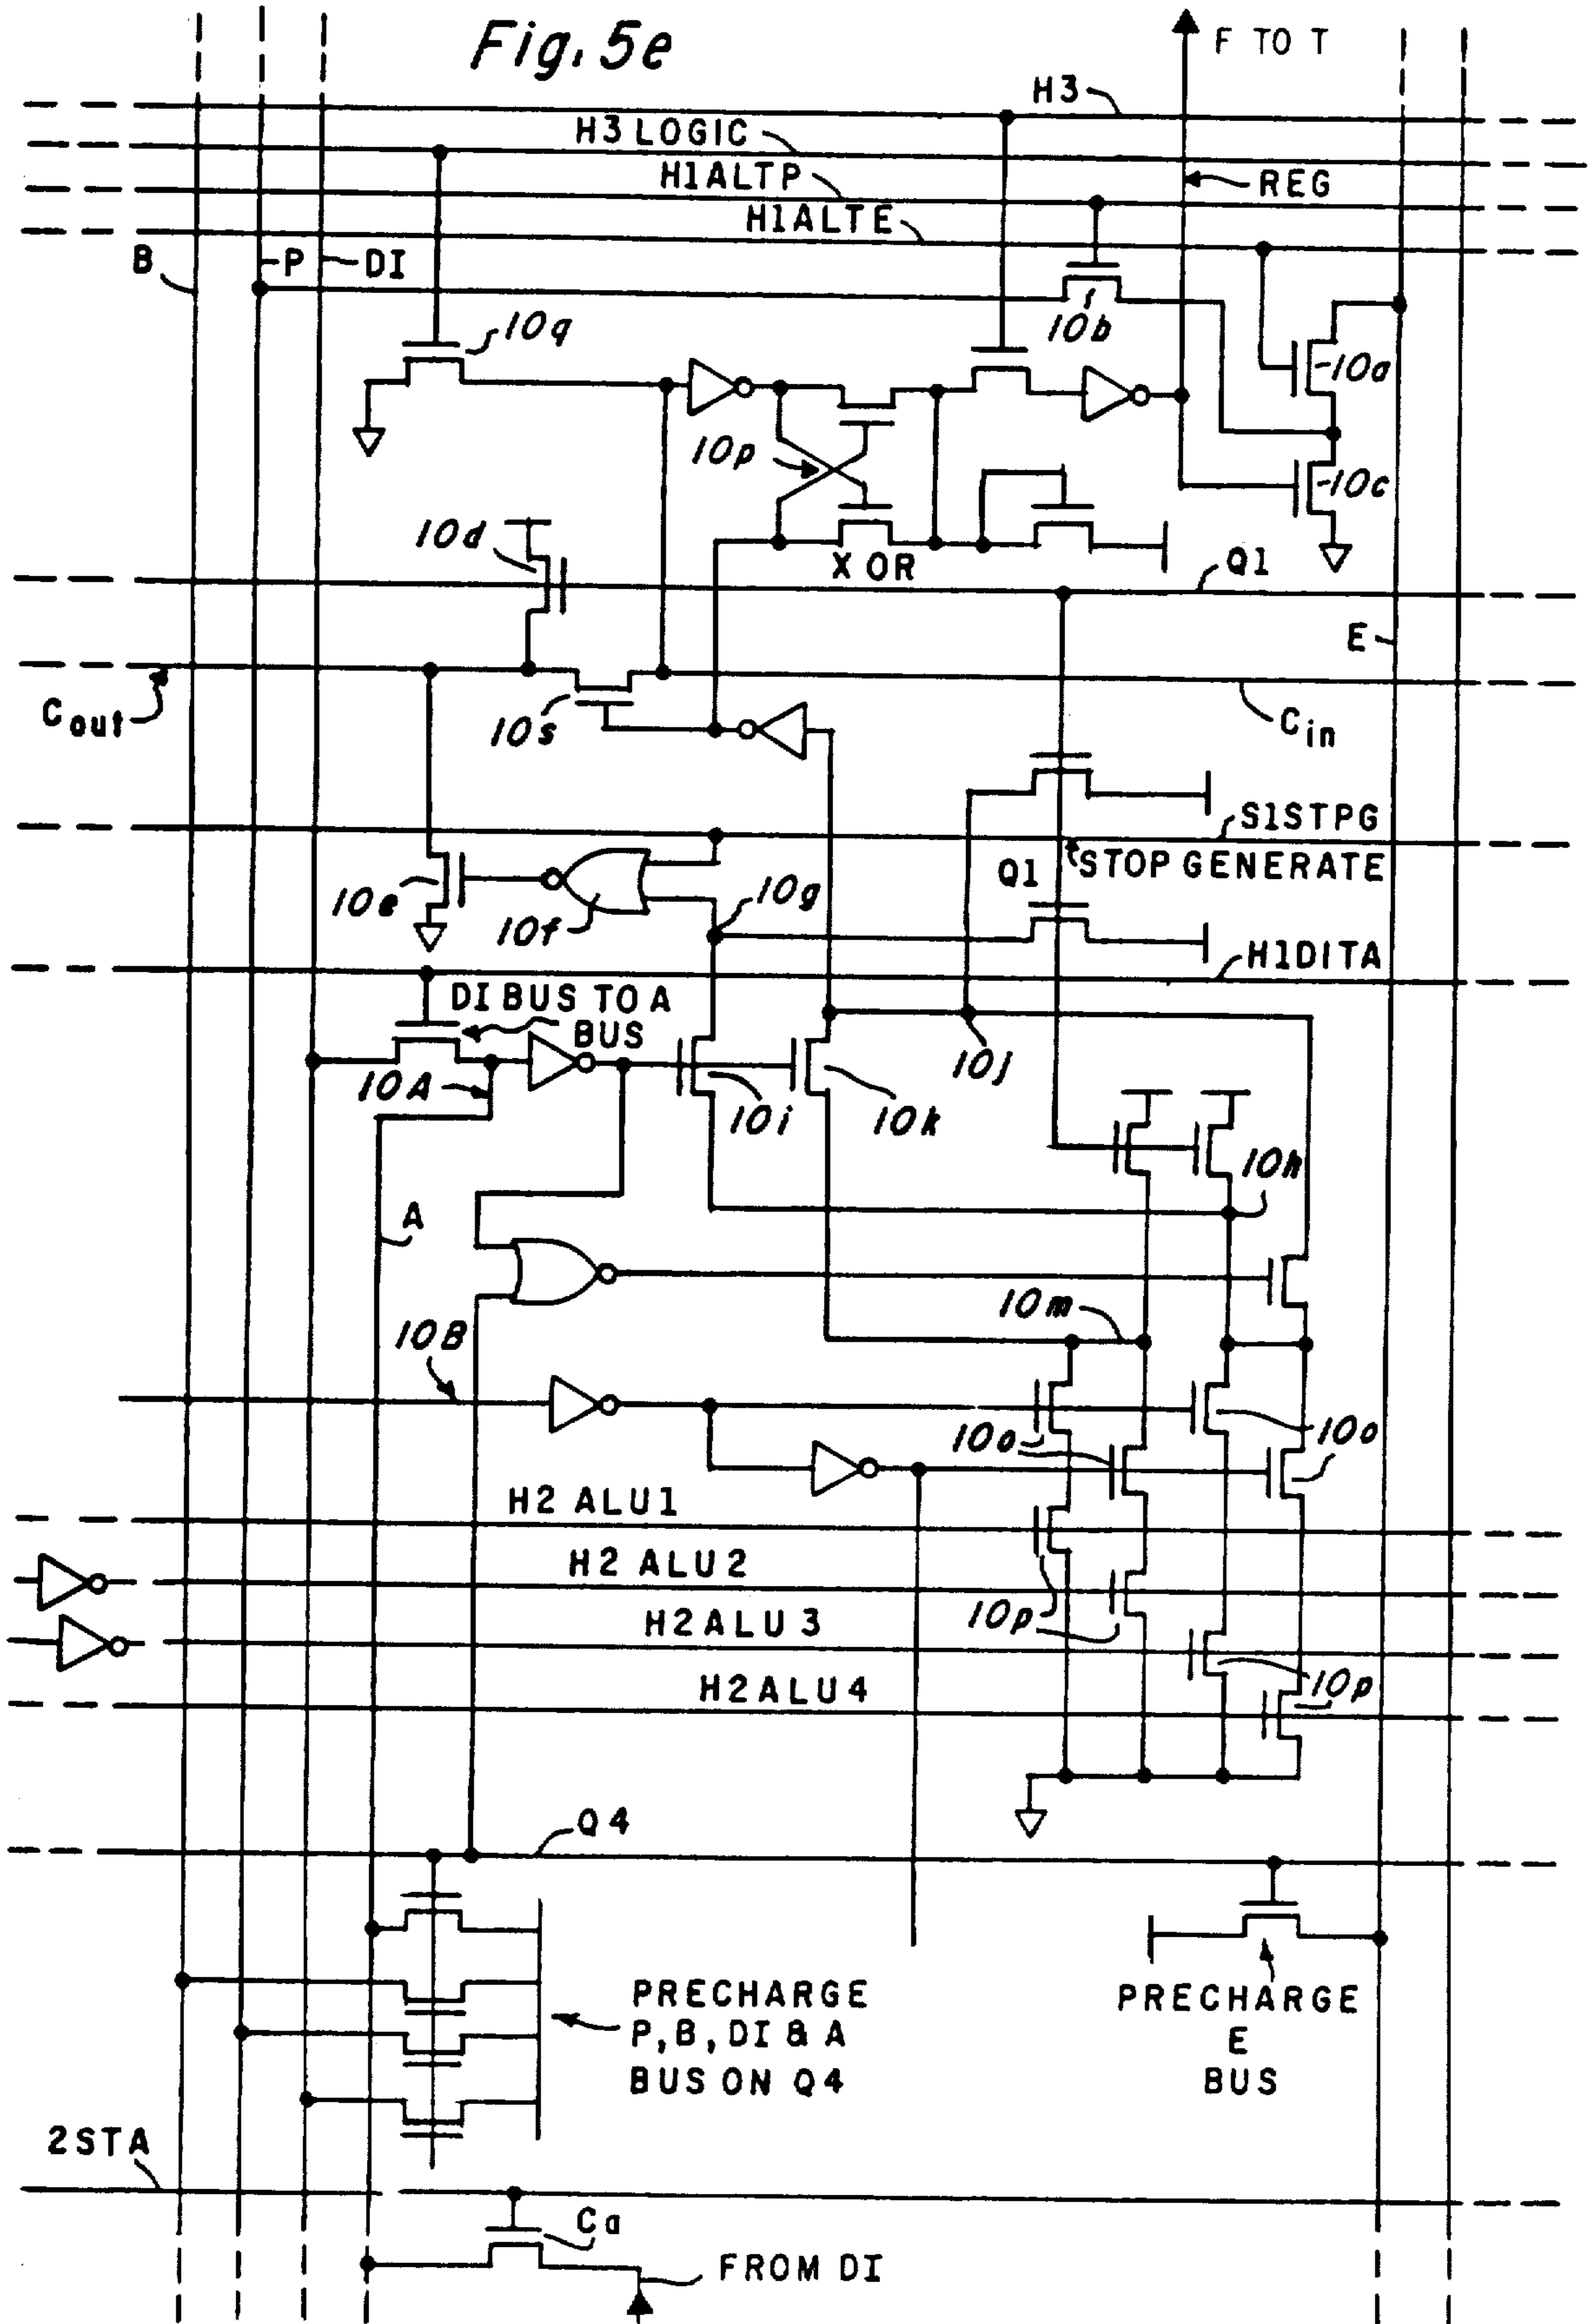 Fig. 5e
F TO T
H3
H3 LOGIC
H1ALTP
REG
H1ALTE
B
P
DI
10q
10b
10a
10p
10c
10d
XOR
Q1
E
Cout
10s
Cin
S1STPG
STOP GENERATE
10e
10f
10g
Q1
H1DITA
DI BUS TO A
BUS
10A
10i
10k
10j
10h
A
10m
10B
10o
10o
H2 ALU1
H2 ALU2
10p
H2ALU3
H2ALU4
10p
Q4
PRECHARGE
P, B, DI & A
BUS ON Q4
PRECHARGE
E
BUS
2STA
Ca
FROM DI